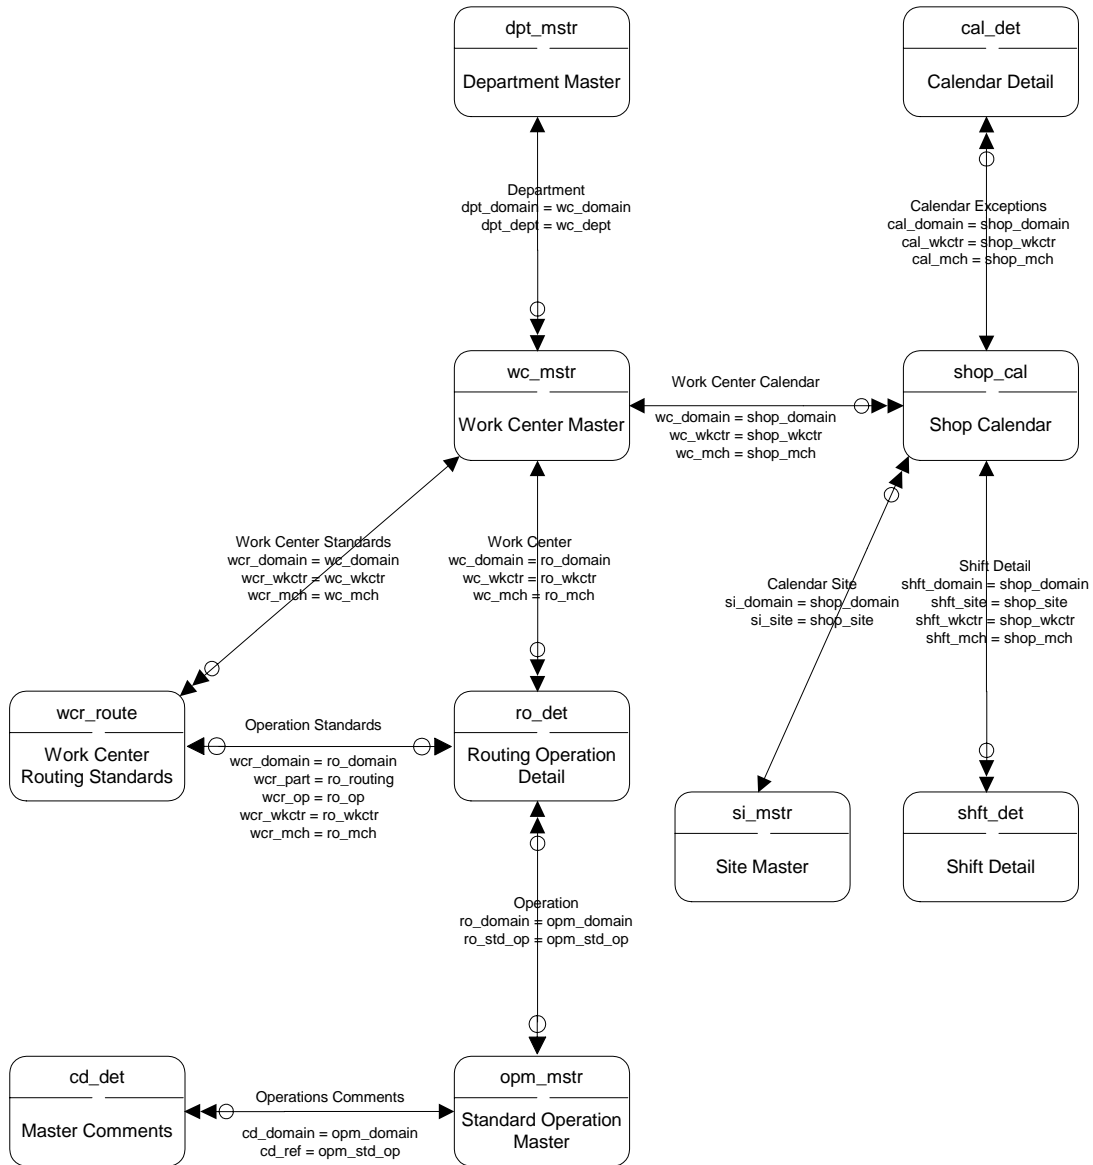 dpt_mstr
Department Master
cal_det
Calendar Detail
Department
dpt_domain = wc_domain
dpt_dept = wc_dept
Calendar Exceptions
cal_domain = shop_domain
cal_wkctr = shop_wkctr
cal_mch = shop_mch
wc_mstr
Work Center Master
Work Center Calendar
wc_domain = shop_domain
wc_wkctr = shop_wkctr
wc_mch = shop_mch
shop_cal
Shop Calendar
Work Center Standards
wcr_domain = wc_domain
wcr_wkctr = wc_wkctr
wcr_mch = wc_mch
Work Center
wc_domain = ro_domain
wc_wkctr = ro_wkctr
wc_mch = ro_mch
Calendar Site
si_domain = shop_domain
si_site = shop_site
Shift Detail
shft_domain = shop_domain
shft_site = shop_site
shft_wkctr = shop_wkctr
shft_mch = shop_mch
wcr_route
Work Center
Routing Standards
Operation Standards
wcr_domain = ro_domain
wcr_part = ro_routing
wcr_op = ro_op
wcr_wkctr = ro_wkctr
wcr_mch = ro_mch
ro_det
Routing Operation
Detail
si_mstr
Site Master
shft_det
Shift Detail
Operation
ro_domain = opm_domain
ro_std_op = opm_std_op
cd_det
Master Comments
Operations Comments
cd_domain = opm_domain
cd_ref = opm_std_op
opm_mstr
Standard Operation
Master